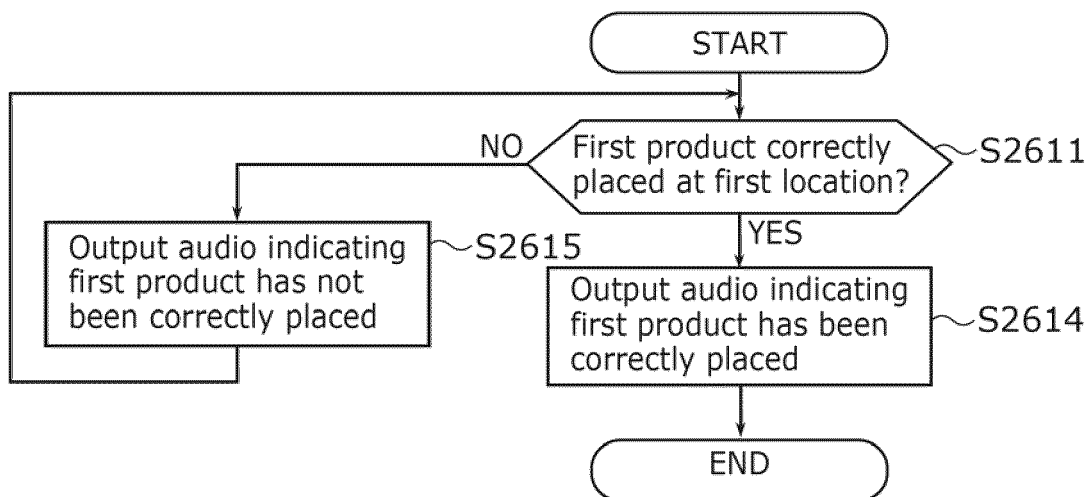 START
NO
First product correctly
placed at first location?
S2611
YES
Output audio indicating
first product has not
been correctly placed
S2615
Output audio indicating
first product has been
correctly placed
S2614
END